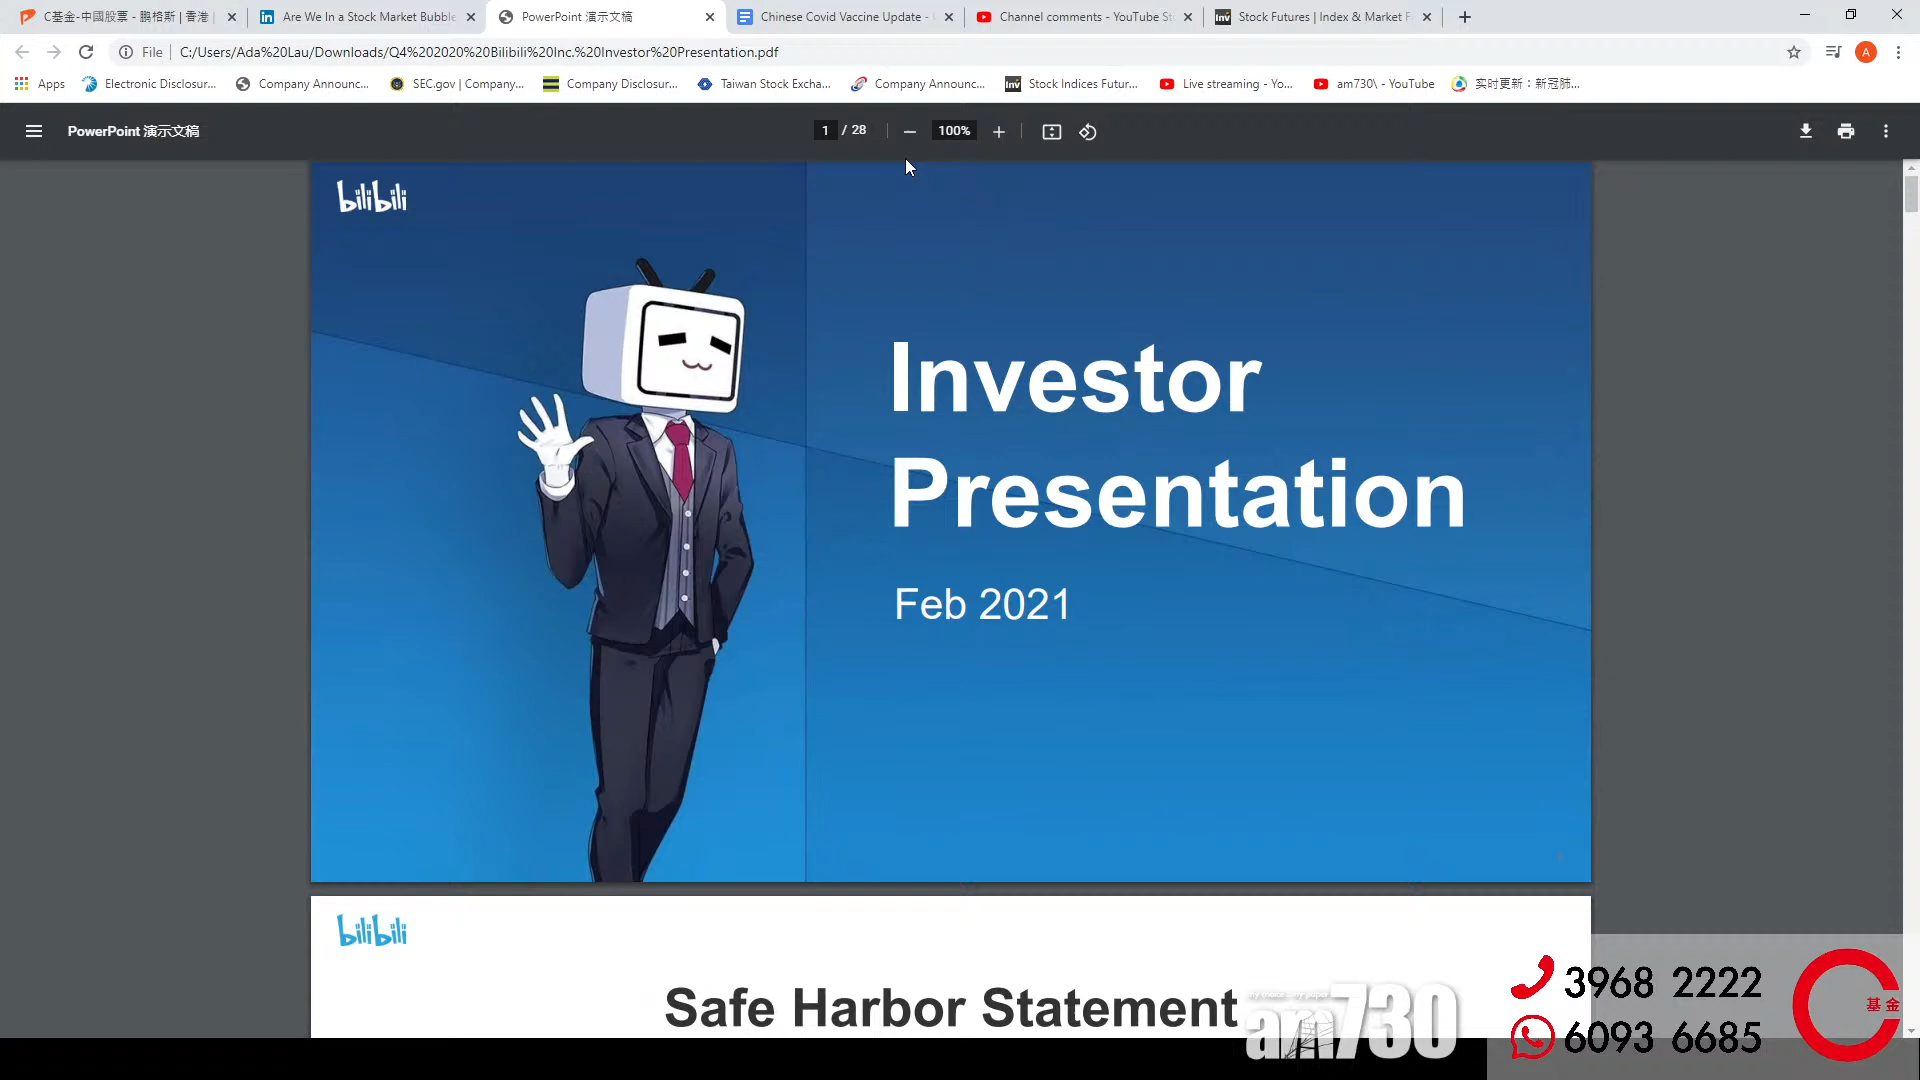 C基金-中國股票 - 鵬格斯 | 香港
Are We In a Stock Market Bubble
PowerPoint 演示文稿
Chinese Covid Vaccine Update -
Channel comments - YouTube St
Stock Futures | Index & Market F
File
C:/Users/Ada%20Lau/Downloads/Q4%202020%20Bilibili%20Inc.%20Investor%20Presentation.pdf
A
Apps
Electronic Disclosur...
Company Announc...
SEC.gov | Company...
Company Disclosur...
Taiwan Stock Excha...
Company Announc...
Stock Indices Futur...
Live streaming - Yo...
am730\ - YouTube
实时更新：新冠肺...
PowerPoint 演示文稿
1 / 28
100%
bilibili
Investor
Presentation
Feb 2021
bilibili
Safe Harbor Statement
my choice my paper
am730
3968 2222
6093 6685
基金